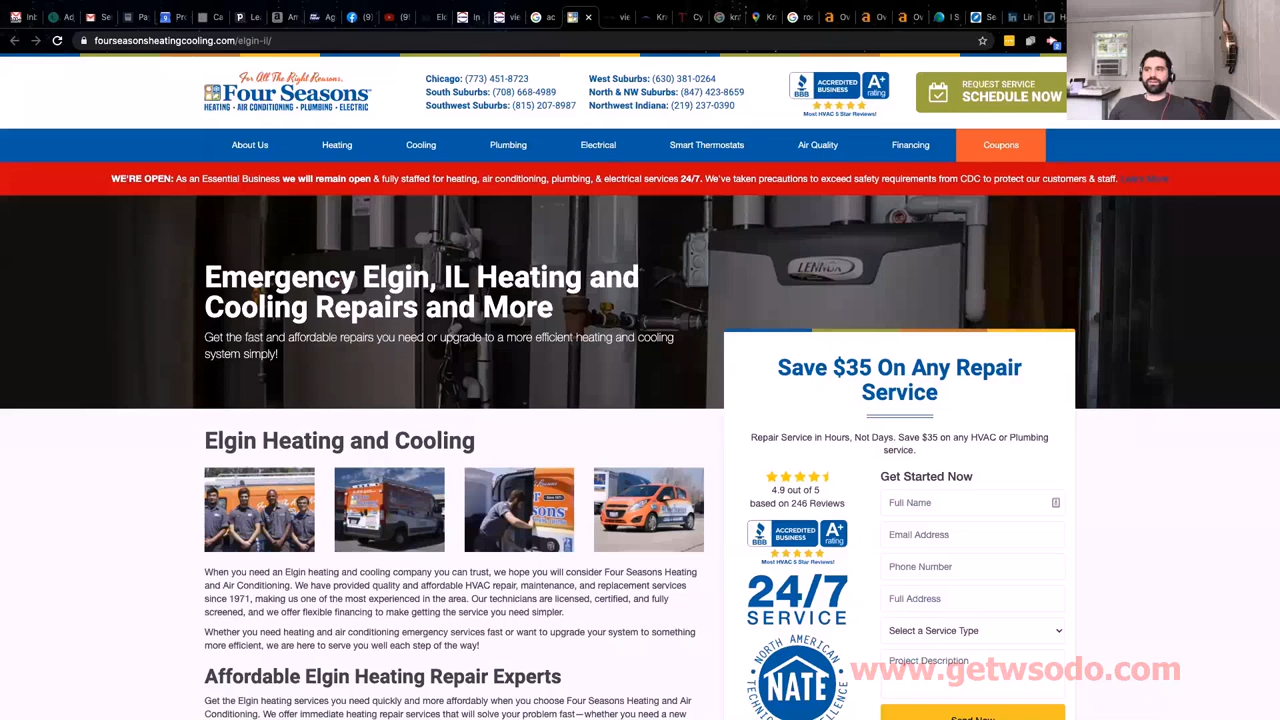 fourseasonsheatingcooling.com/elgin-il/
For All The Right Reasons.
Four Seasons
HEATING · AIR CONDITIONING · PLUMBING · ELECTRIC
Chicago: (773) 451-8723
South Suburbs: (708) 668-4989
Southwest Suburbs: (815) 207-8987
West Suburbs: (630) 381-0264
North & NW Suburbs: (847) 423-8659
Northwest Indiana: (219) 237-0390
BBB ACCREDITED BUSINESS A+ rating
Most HVAC 5 Star Reviews!
REQUEST SERVICE
SCHEDULE NOW
About Us Heating Cooling Plumbing Electrical Smart Thermostats Air Quality Financing Coupons
WE'RE OPEN: As an Essential Business we will remain open & fully staffed for heating, air conditioning, plumbing, & electrical services 24/7. We've taken precautions to exceed safety requirements from CDC to protect our customers & staff. Learn More
LENNOX
Emergency Elgin, IL Heating and
Cooling Repairs and More
Get the fast and affordable repairs you need or upgrade to a more efficient heating and cooling
system simply!
Elgin Heating and Cooling
When you need an Elgin heating and cooling company you can trust, we hope you will consider Four Seasons Heating
and Air Conditioning. We have provided quality and affordable HVAC repair, maintenance, and replacement services
since 1971, making us one of the most experienced in the area. Our technicians are licensed, certified, and fully
screened, and we offer flexible financing to make getting the service you need simpler.
Whether you need heating and air conditioning emergency services fast or want to upgrade your system to something
more efficient, we are here to serve you well each step of the way!
Affordable Elgin Heating Repair Experts
Get the Elgin heating services you need quickly and more affordably when you choose Four Seasons Heating and Air
Conditioning. We offer immediate heating repair services that will solve your problem fast—whether you need a new
Save $35 On Any Repair
Service
Repair Service in Hours, Not Days. Save $35 on any HVAC or Plumbing
service.
4.9 out of 5
based on 246 Reviews
BBB ACCREDITED BUSINESS A+ rating
Most HVAC 5 Star Reviews!
24/7
SERVICE
NORTH AMERICAN
NATE
Get Started Now
Full Name
Email Address
Phone Number
Full Address
Select a Service Type
Project Description
Send Now
www.getwsodo.com